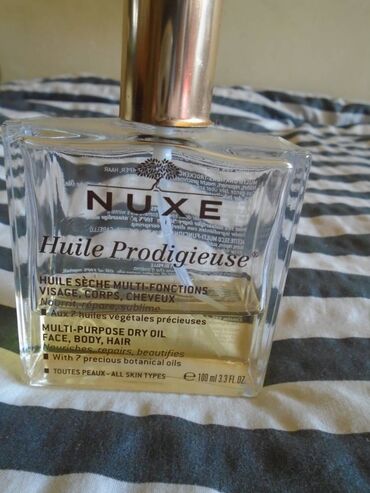 NUXE
Huile Prodigieuse®
HUILE SÈCHE MULTI-FONCTIONS
VISAGE, CORPS, CHEVEUX
Nourrit, répare, sublime
• Aux 7 huiles végétales précieuses
MULTI-PURPOSE DRY OIL
FACE, BODY, HAIR
Nourishes, repairs, beautifies
• With 7 precious botanical oils
TOUTES PEAUX - ALL SKIN TYPES
℮ 100 ml 3.3 FL.OZ.